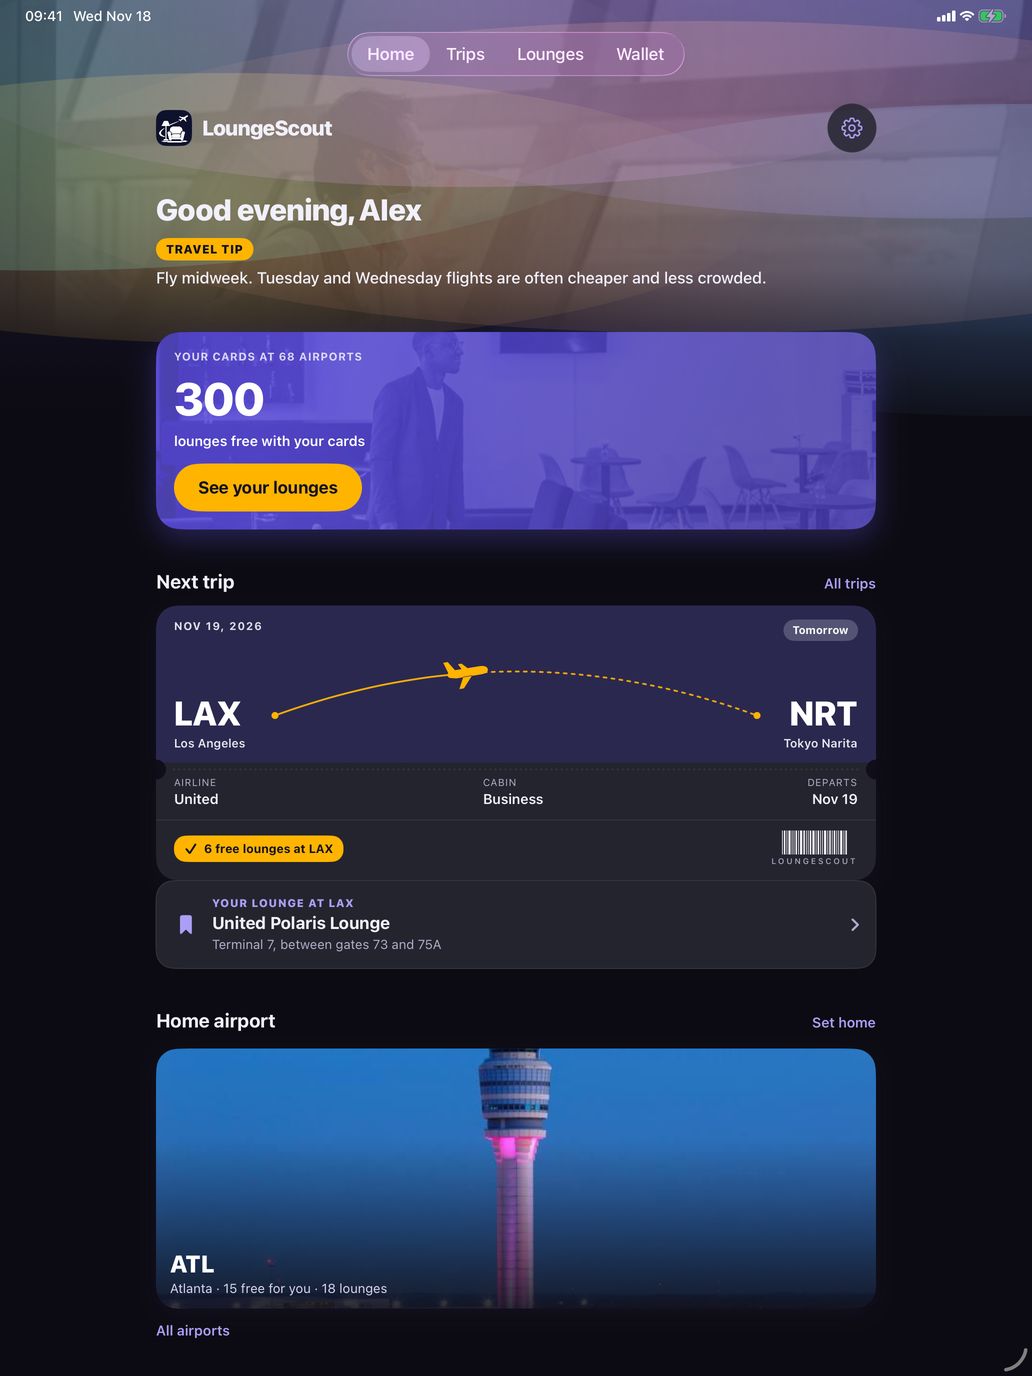 09:41 Wed Nov 18
Home Trips Lounges Wallet
LoungeScout
Good evening, Alex
TRAVEL TIP
Fly midweek. Tuesday and Wednesday flights are often cheaper and less crowded.
YOUR CARDS AT 68 AIRPORTS
300
lounges free with your cards
See your lounges
Next trip All trips
NOV 19, 2026 Tomorrow
LAX NRT
Los Angeles Tokyo Narita
AIRLINE CABIN DEPARTS
United Business Nov 19
6 free lounges at LAX
LOUNGESCOUT
YOUR LOUNGE AT LAX
United Polaris Lounge
Terminal 7, between gates 73 and 75A
Home airport Set home
ATL
Atlanta · 15 free for you · 18 lounges
All airports